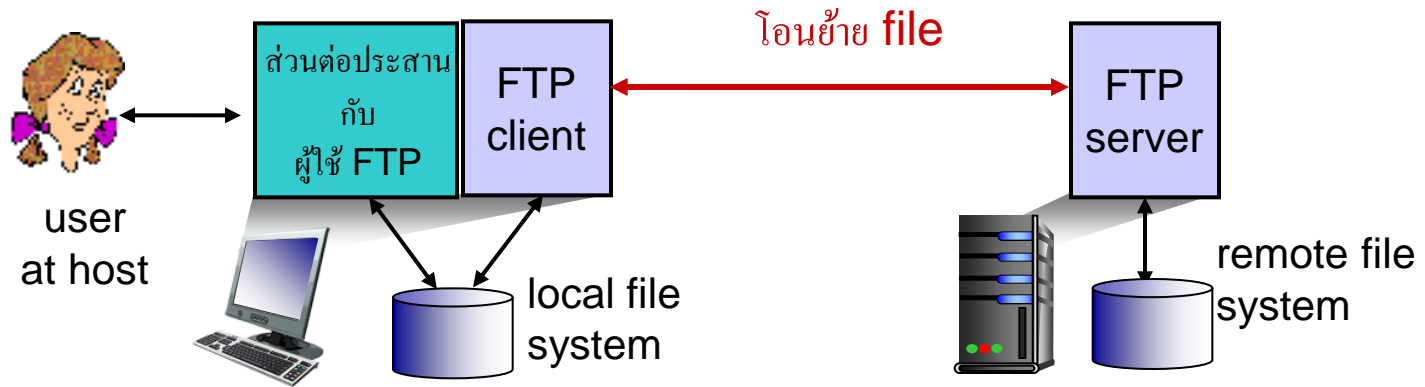 โอนย้าย file
ส่วนต่อประสาน
กับ
ผู้ใช้ FTP
FTP
client
FTP
server
user
at host
local file
system
remote file
system